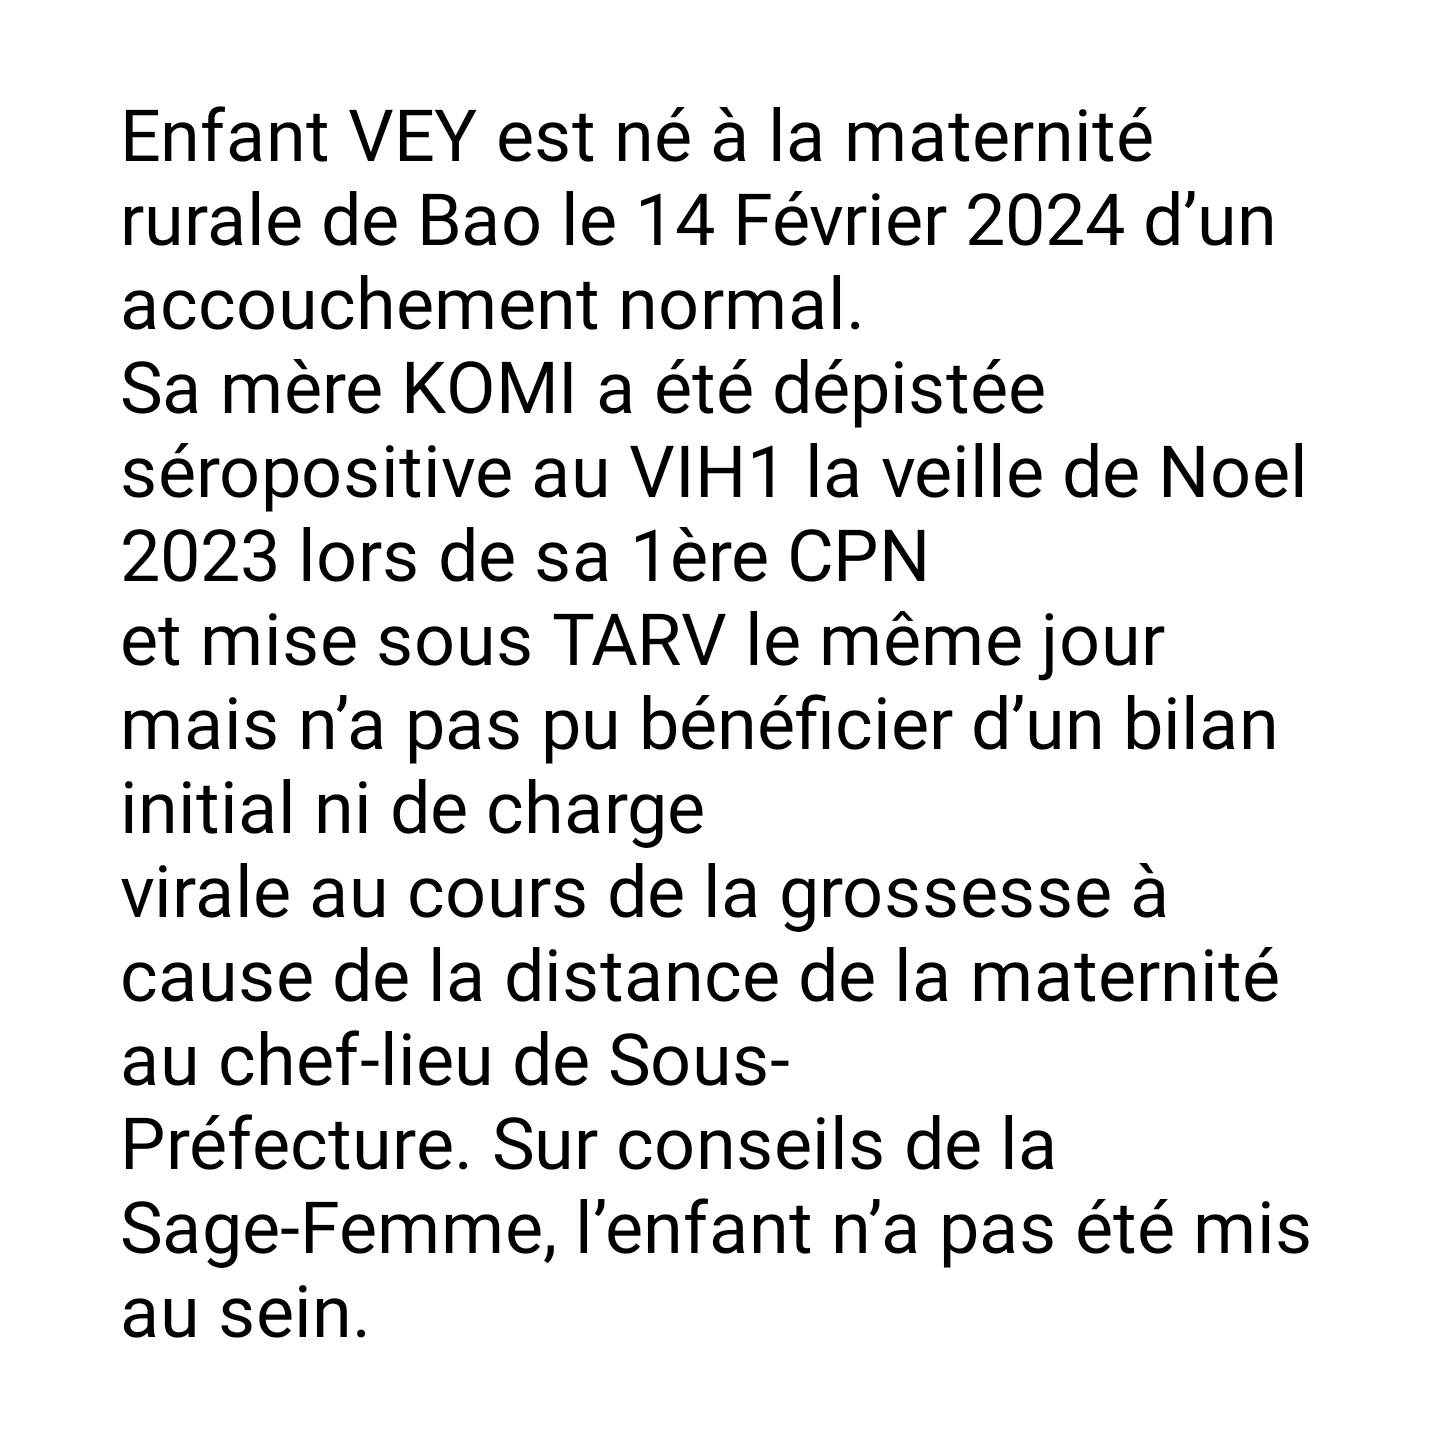 Enfant VEY est né à la maternité
rurale de Bao le 14 Février 2024 d’un
accouchement normal.
Sa mère KOMI a été dépistée
séropositive au VIH1 la veille de Noel
2023 lors de sa 1ère CPN
et mise sous TARV le même jour
mais n’a pas pu bénéficier d’un bilan
initial ni de charge
virale au cours de la grossesse à
cause de la distance de la maternité
au chef-lieu de Sous-
Préfecture. Sur conseils de la
Sage-Femme, l’enfant n’a pas été mis
au sein.